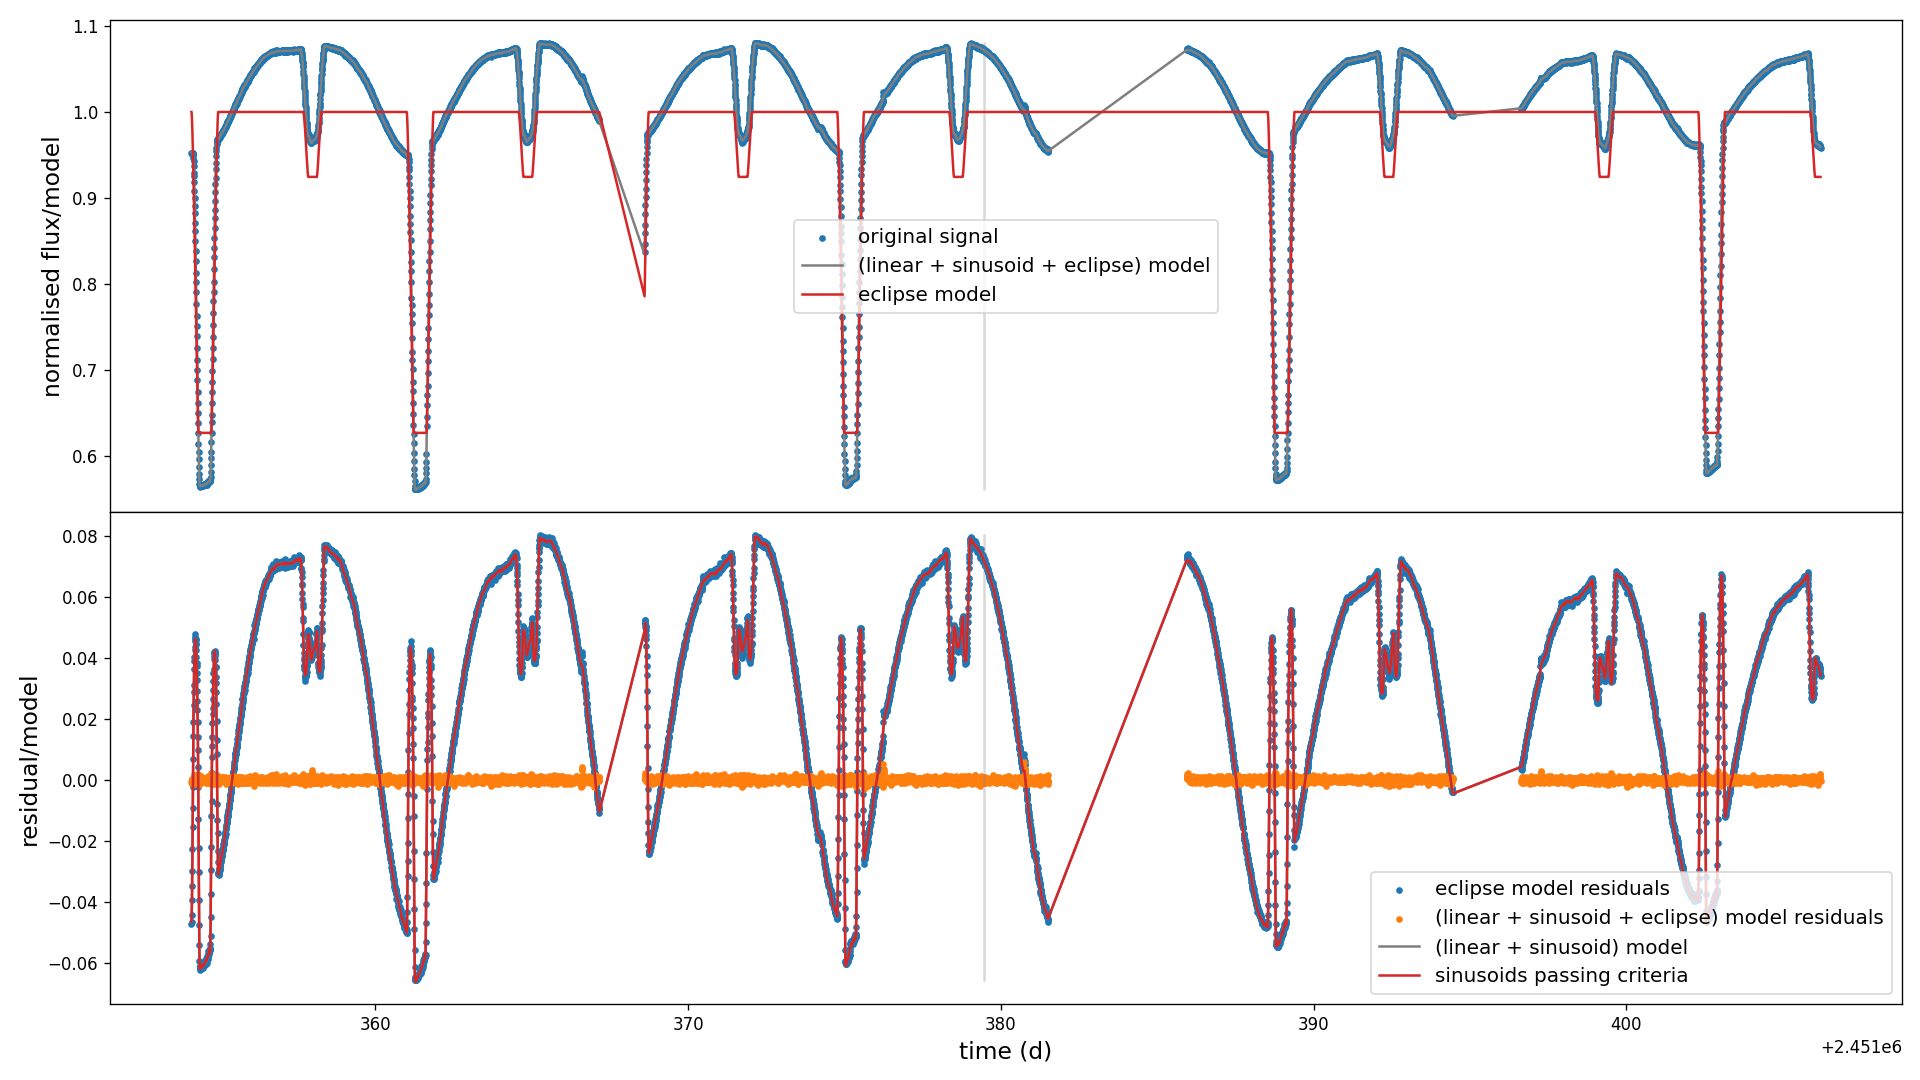 1.1
1.0
0.9
0.8
0.7
0.6
normalised flux/model
original signal
(linear + sinusoid + eclipse) model
eclipse model
0.08
0.06
0.04
0.02
0.00
−0.02
−0.04
−0.06
residual/model
eclipse model residuals
(linear + sinusoid + eclipse) model residuals
(linear + sinusoid) model
sinusoids passing criteria
360 370 380 390 400
+2.451e6
time (d)